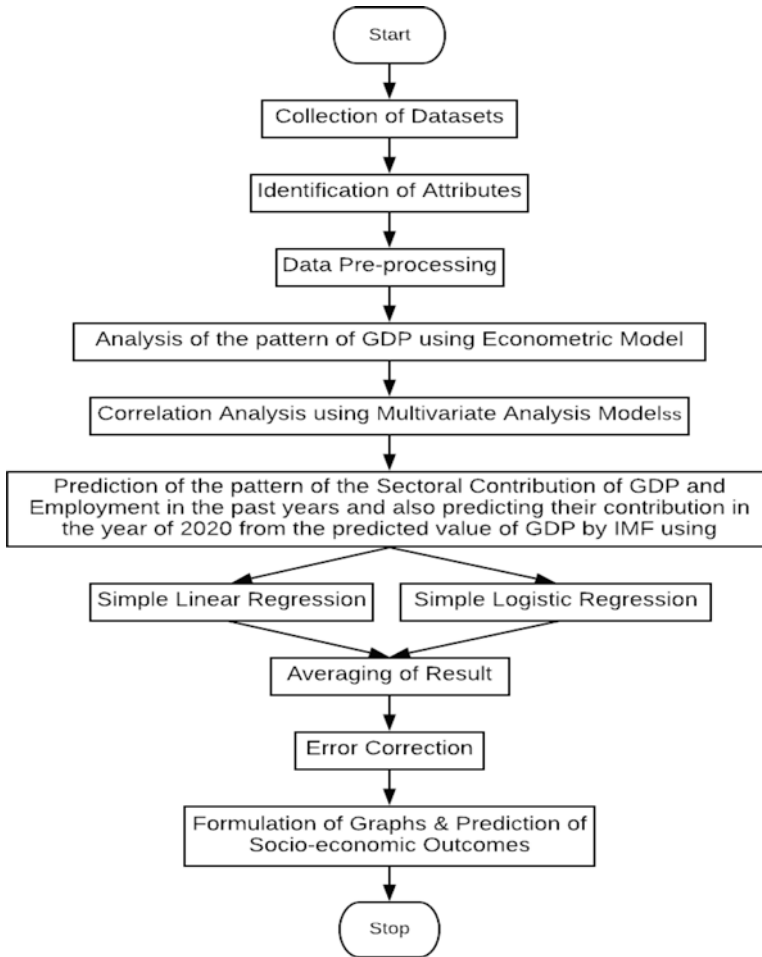 Start
Collection of Datasets
Identification of Attributes
Data Pre-processing
Analysis of the pattern of GDP using Econometric Model
Correlation Analysis using Multivariate Analysis Modelss
Prediction of the pattern of the Sectoral Contribution of GDP and
Employment in the past years and also predicting their contribution in
the year of 2020 from the predicted value of GDP by IMF using
Simple Linear Regression
Simple Logistic Regression
Averaging of Result
Error Correction
Formulation of Graphs & Prediction of
Socio-economic Outcomes
Stop